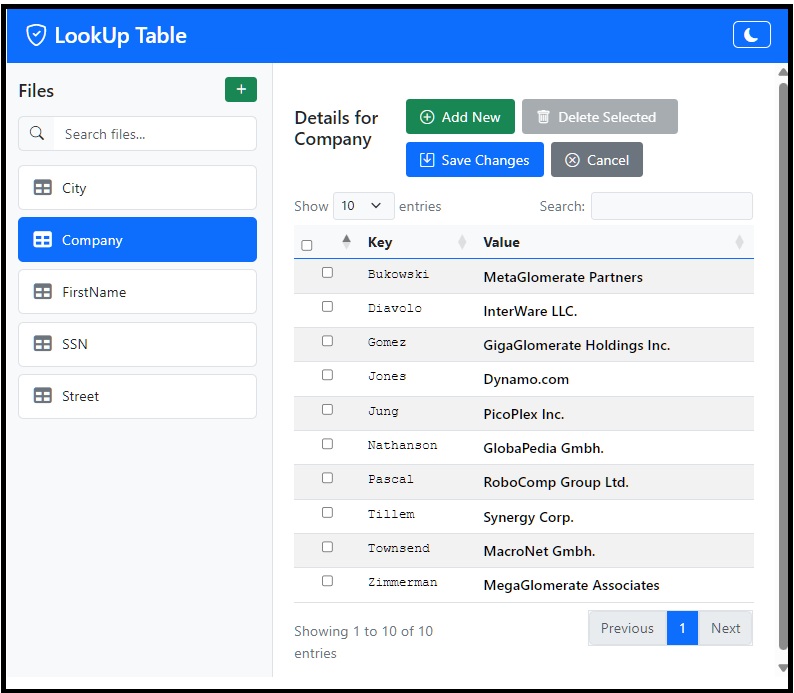 LookUp Table
Files
+
Search files...
City
Company
FirstName
SSN
Street
Details for
Company
Add New
Delete Selected
Save Changes
Cancel
Show 10 entries
Search:
Key Value
Bukowski MetaGlomerate Partners
Diavolo InterWare LLC.
Gomez GigaGlomerate Holdings Inc.
Jones Dynamo.com
Jung PicoPlex Inc.
Nathanson GlobaPedia Gmbh.
Pascal RoboComp Group Ltd.
Tillem Synergy Corp.
Townsend MacroNet Gmbh.
Zimmerman MegaGlomerate Associates
Showing 1 to 10 of 10
entries
Previous 1 Next